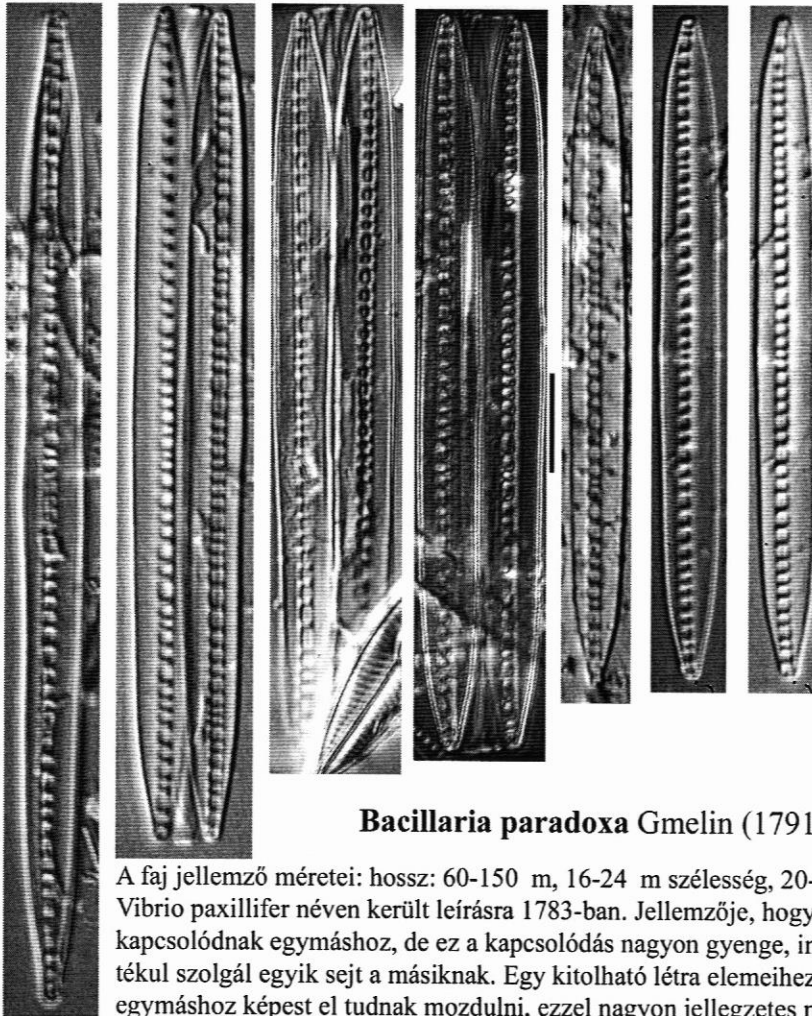 Bacillaria paradoxa Gmelin (1791
A faj jellemző méretei: hossz: 60-150 m, 16-24 m szélesség, 20-
Vibrio paxillifer néven került leírásra 1783-ban. Jellemzője, hogy
kapcsolódnak egymáshoz, de ez a kapcsolódás nagyon gyenge, in
tékul szolgál egyik sejt a másiknak. Egy kitolható létra elemeihez
egymáshoz képest el tudnak mozdulni, ezzel nagyon jellegzetes